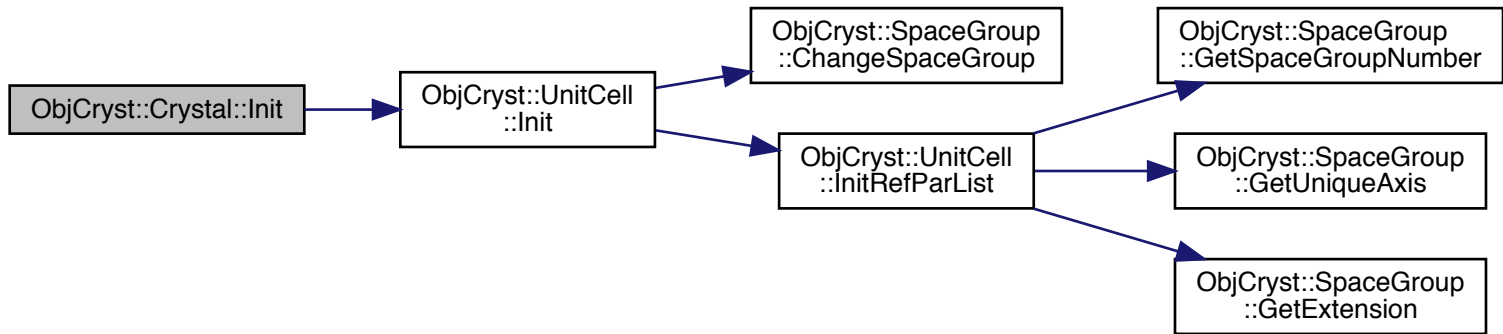 ObjCryst::Crystal::Init
ObjCryst::UnitCell
::Init
ObjCryst::SpaceGroup
::ChangeSpaceGroup
ObjCryst::UnitCell
::InitRefParList
ObjCryst::SpaceGroup
::GetSpaceGroupNumber
ObjCryst::SpaceGroup
::GetUniqueAxis
ObjCryst::SpaceGroup
::GetExtension